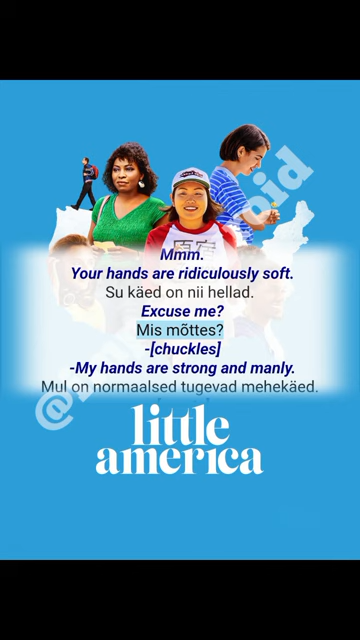 Mmm.
Your hands are ridiculously soft.
Su käed on nii hellad.
Excuse me?
Mis mõttes?
-[chuckles]
-My hands are strong and manly.
Mul on normaalsed tugevad mehekäed.
little
america